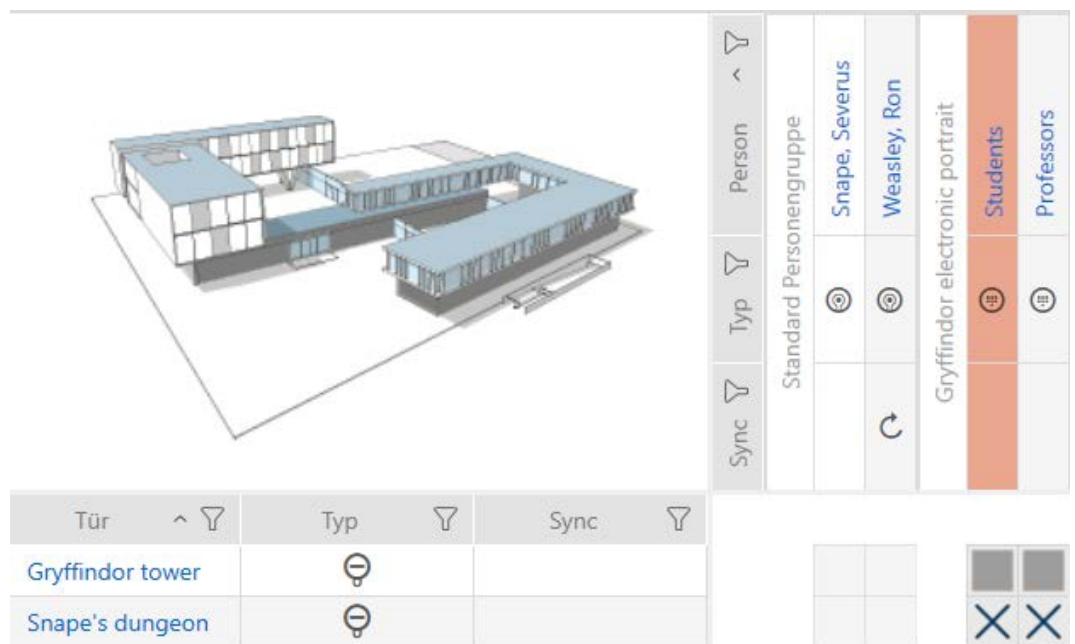 Person
Typ
Sync
Standard Personengruppe
Snape, Severus
Weasley, Ron
Gryffindor electronic portrait
Students
Professors
Tür
Typ
Sync
Gryffindor tower
Snape's dungeon